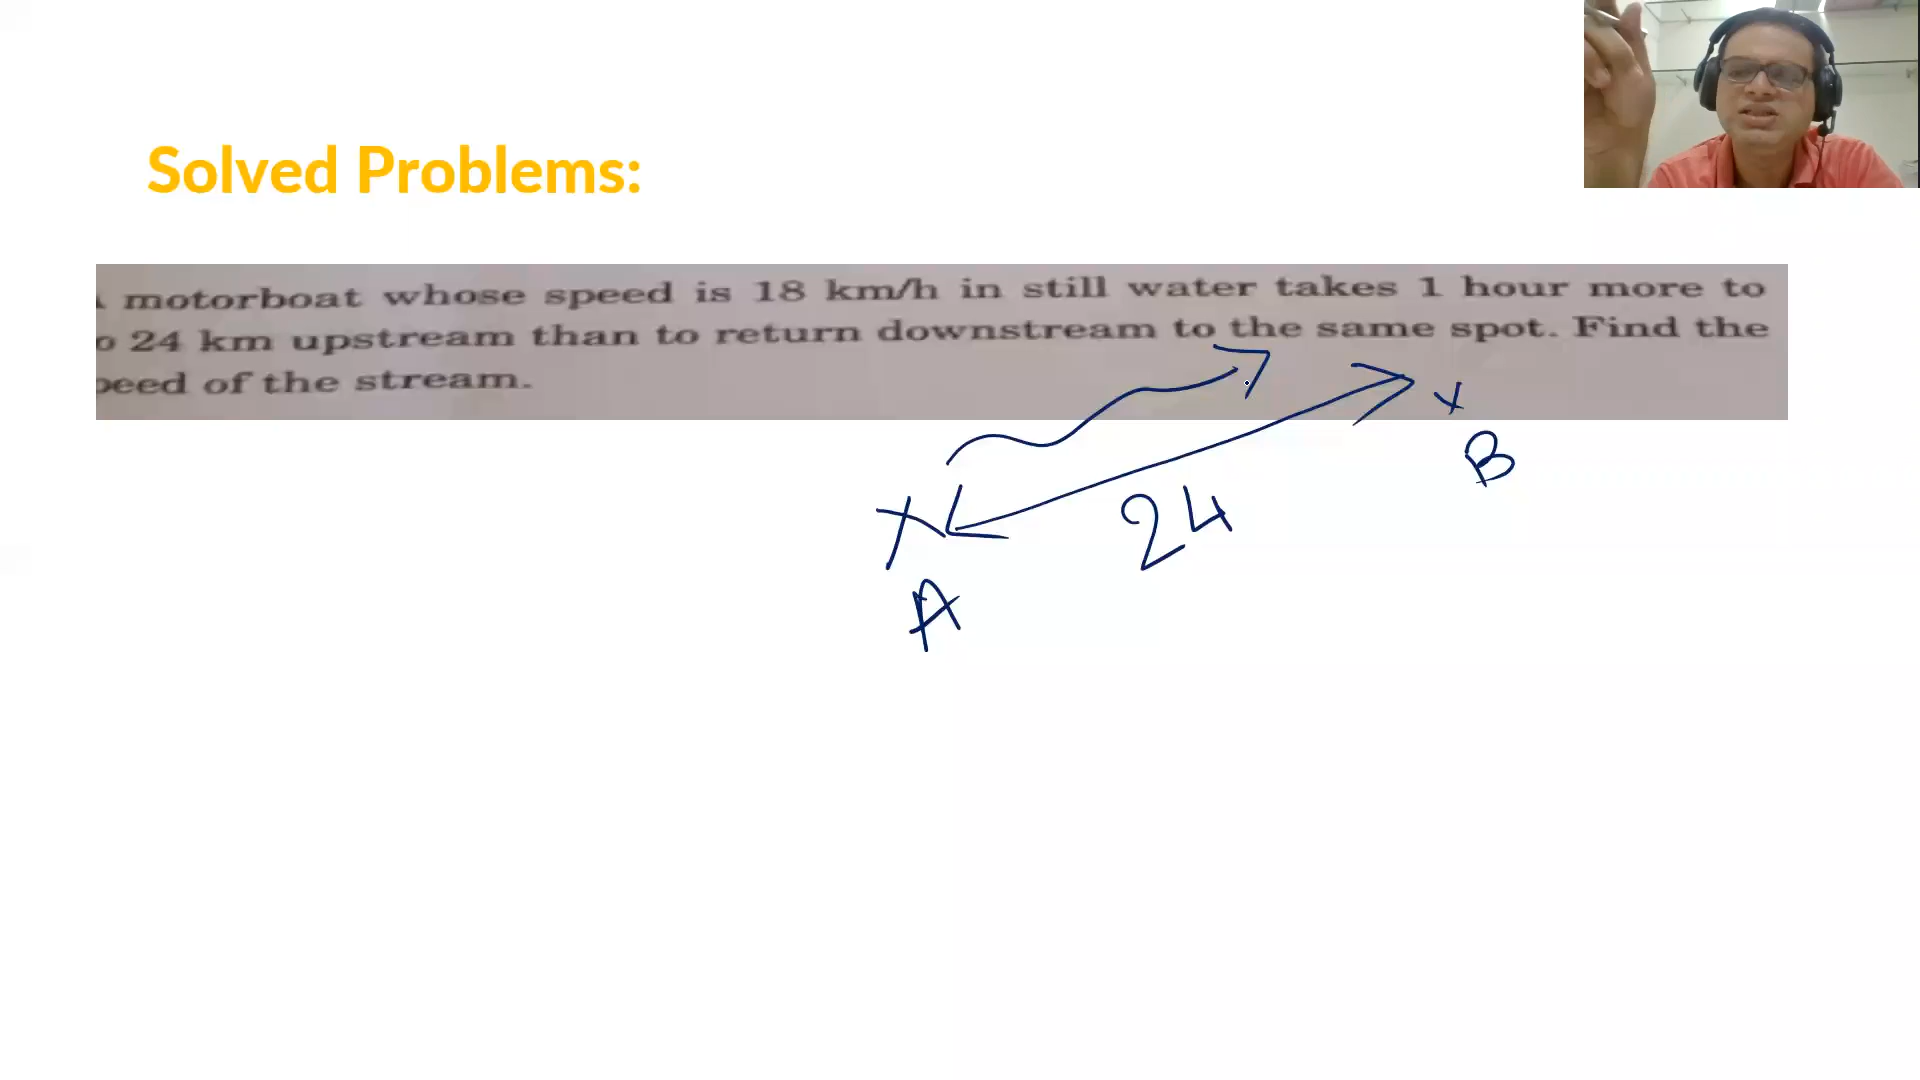 Solved Problems:
motorboat whose speed is 18 km/h in still water takes 1 hour more to
o 24 km upstream than to return downstream to the same spot. Find the
peed of the stream.
B
24
A